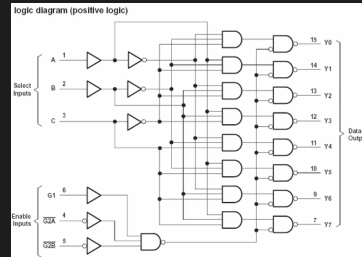 logic diagram (positive logic)
Select
Inputs
A 1
B 2
C 3
Enable
Inputs
G1 6
G2A 4
G2B 5
15 Y0
14 Y1
13 Y2
12 Y3
11 Y4
10 Y5
9 Y6
7 Y7
Data
Outp